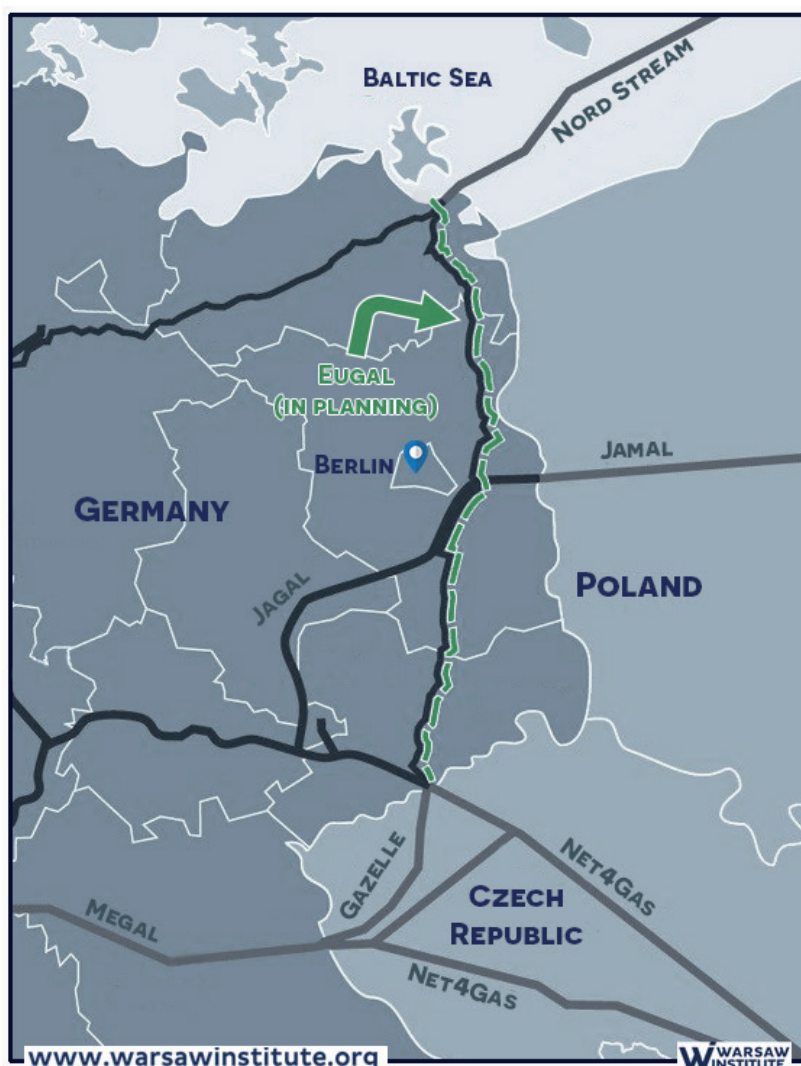 BALTIC SEA
NORD STREAM
EUGAL
(IN PLANNING)
BERLIN
JAMAL
GERMANY
JAGAL
POLAND
GAZELLE
NET4GAS
CZECH
REPUBLIC
MEGAL
NET4GAS
www.warsawinstitute.org
W WARSAW
INSTITUTE